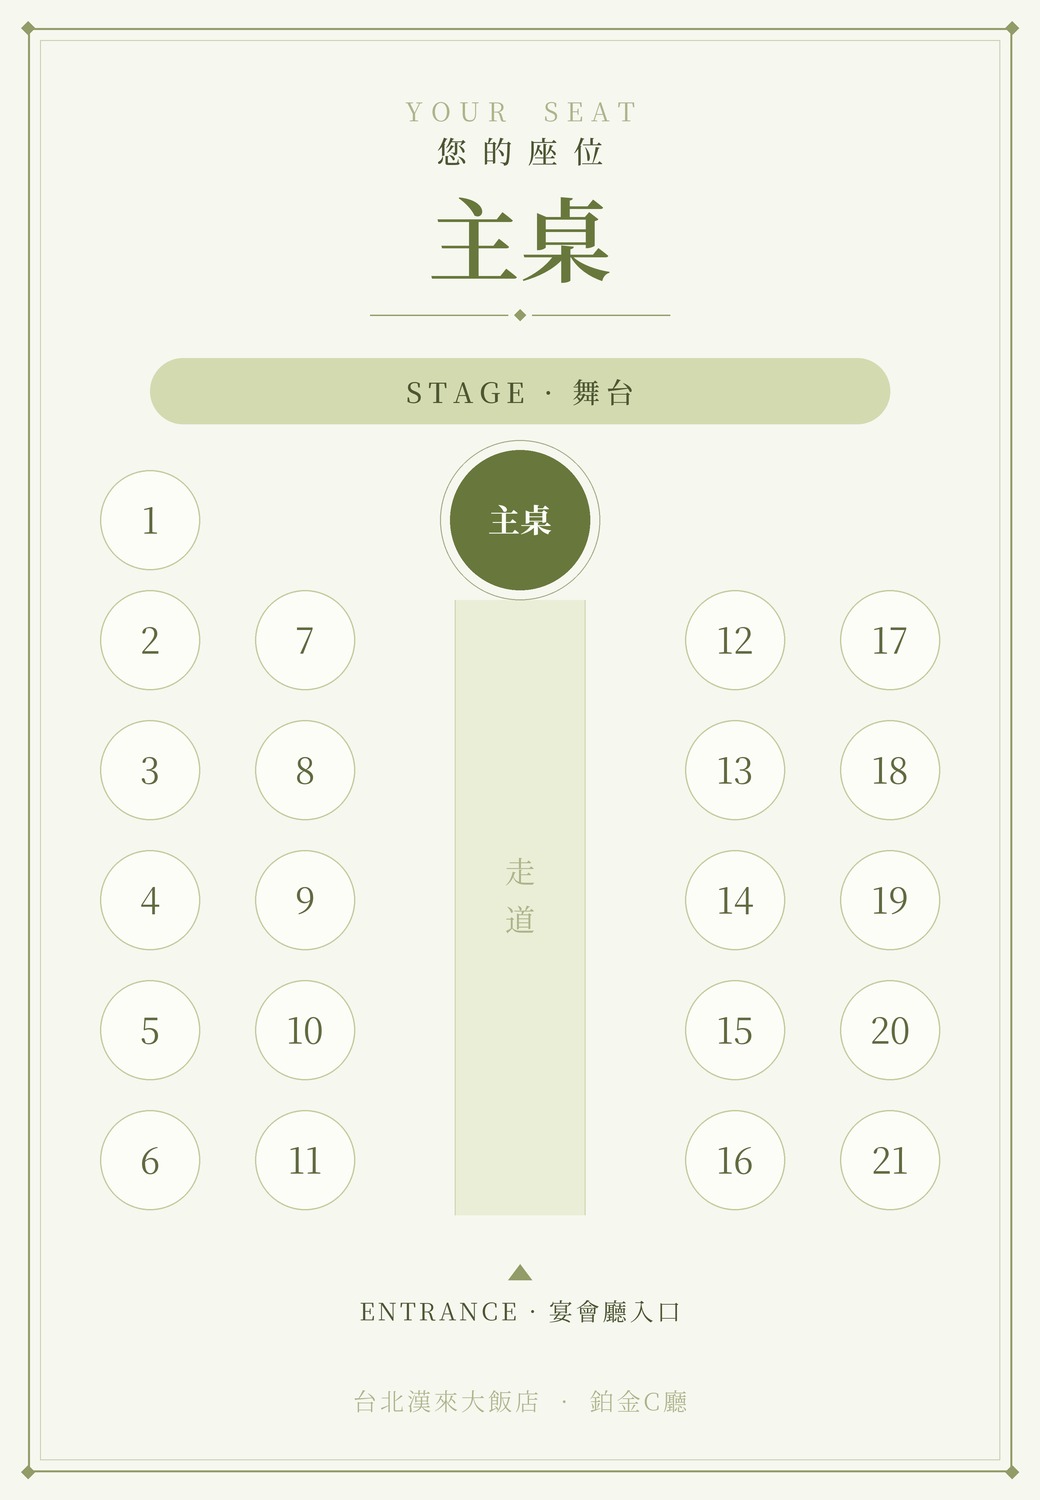 YOUR SEAT
您的座位
主桌
STAGE · 舞台
1
主桌
2 7 12 17
3 8 13 18
4 9 14 19
走
道
5 10 15 20
6 11 16 21
ENTRANCE · 宴會廳入口
台北漢來大飯店 · 鉑金C廳